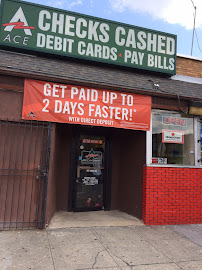 CHECKS CASHED
ACE
DEBIT CARDS • PAY BILLS
GET PAID UP TO
2 DAYS FASTER!*
WITH DIRECT DEPOSIT